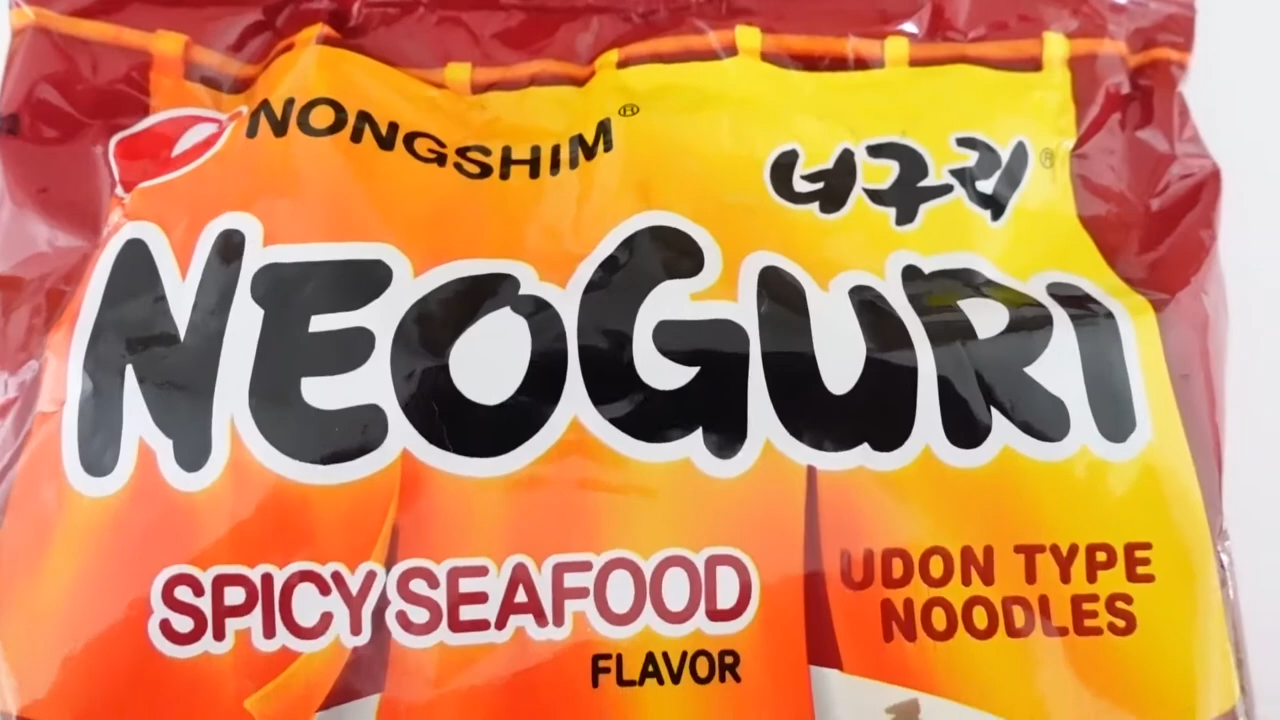 NONGSHIM®
너구리®
NEOGURI
SPICY SEAFOOD
FLAVOR
UDON TYPE
NOODLES